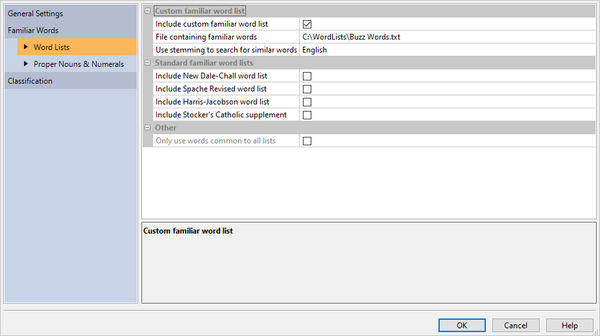 General Settings
Familiar Words
Word Lists
Proper Nouns & Numerals
Classification
Custom familiar word list
Include custom familiar word list
File containing familiar words C:\WordLists\Buzz Words.txt
Use stemming to search for similar words English
Standard familiar word lists
Include New Dale-Chall word list
Include Spache Revised word list
Include Harris-Jacobson word list
Include Stocker's Catholic supplement
Other
Only use words common to all lists
Custom familiar word list
OK Cancel Help